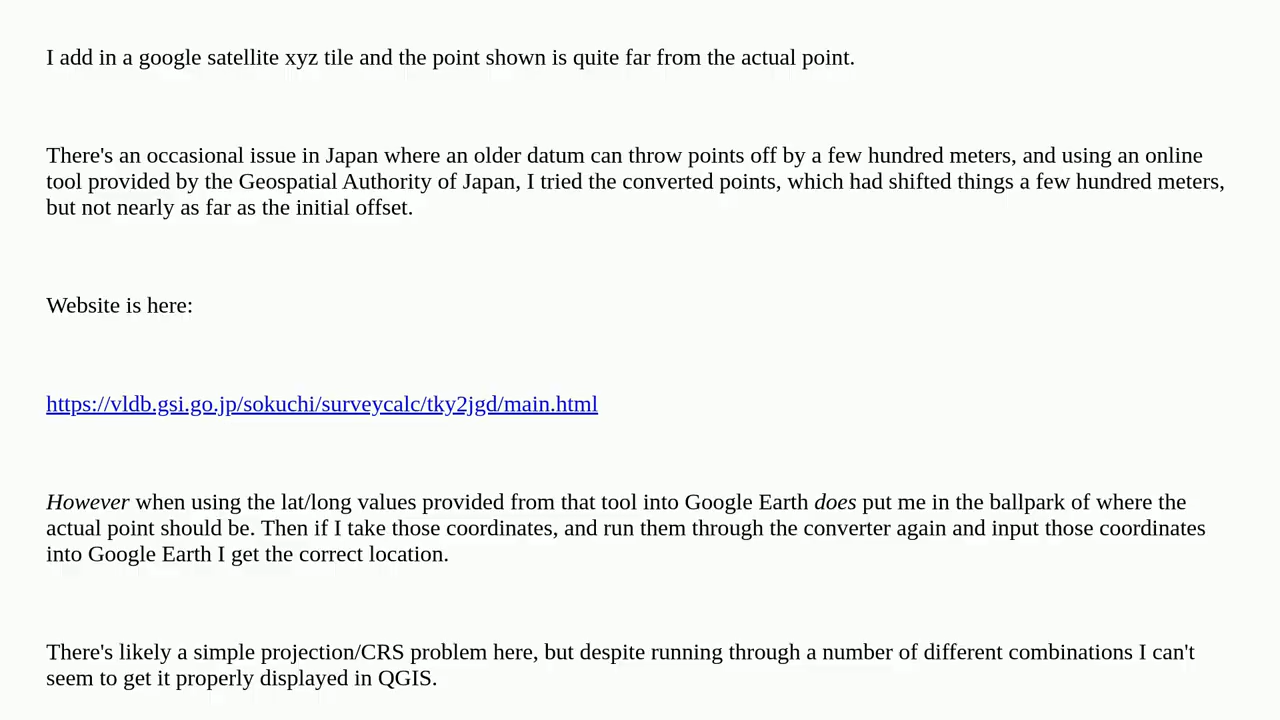 I add in a google satellite xyz tile and the point shown is quite far from the actual point.
There's an occasional issue in Japan where an older datum can throw points off by a few hundred meters, and using an online
tool provided by the Geospatial Authority of Japan, I tried the converted points, which had shifted things a few hundred meters,
but not nearly as far as the initial offset.
Website is here:
https://vldb.gsi.go.jp/sokuchi/surveycalc/tky2jgd/main.html
However when using the lat/long values provided from that tool into Google Earth does put me in the ballpark of where the
actual point should be. Then if I take those coordinates, and run them through the converter again and input those coordinates
into Google Earth I get the correct location.
There's likely a simple projection/CRS problem here, but despite running through a number of different combinations I can't
seem to get it properly displayed in QGIS.